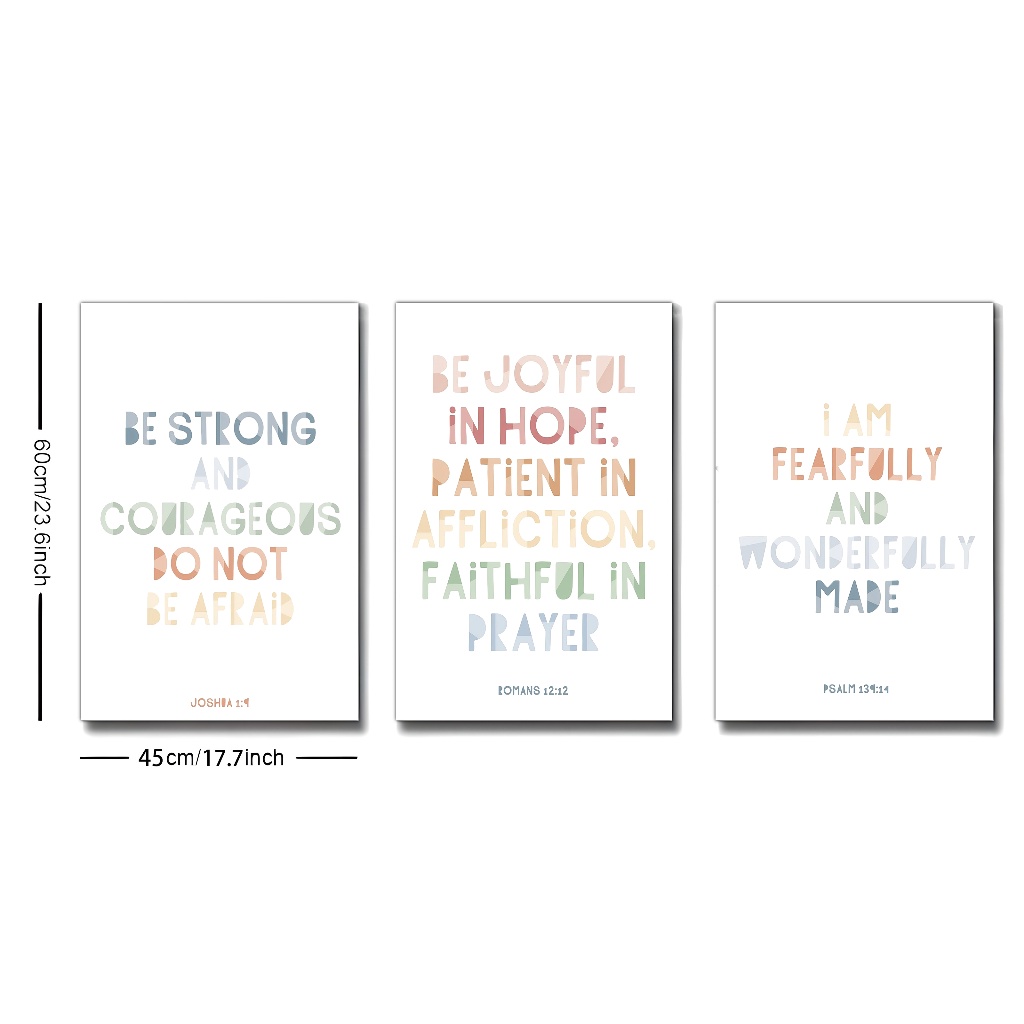 60cm/23.6inch
BE STRONG
AND
COURAGEOUS
DO NOT
BE AFRAiD
JOSHUA 1:9
BE JOYFUL
iN HOPE,
PATiENT iN
AFFLiCTiON,
FAiTHFUL iN
PRAYER
ROMANS 12:12
i AM
FEARFULLY
AND
WONDERFULLY
MADE
PSALM 139:14
45cm/17.7inch